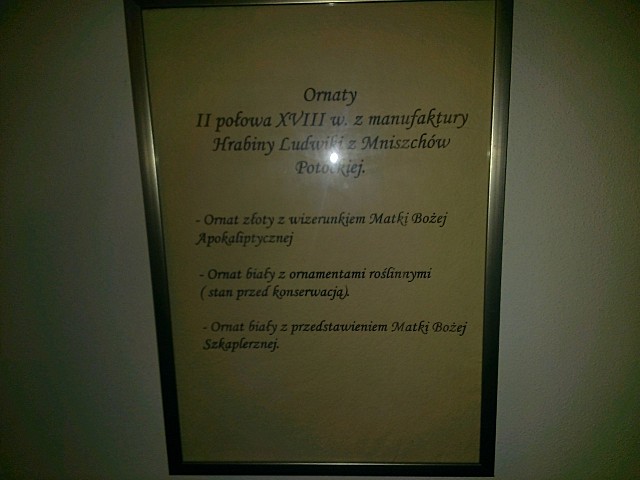 Ornaty
II połowa XVIII w. z manufaktury
Hrabiny Ludwiki z Mniszchów
Potockiej.
- Ornat złoty z wizerunkiem Matki Bożej
Apokaliptycznej
- Ornat biały z ornamentami roślinnymi
( stan przed konserwacją).
- Ornat biały z przedstawieniem Matki Bożej
Szkaplerznej.